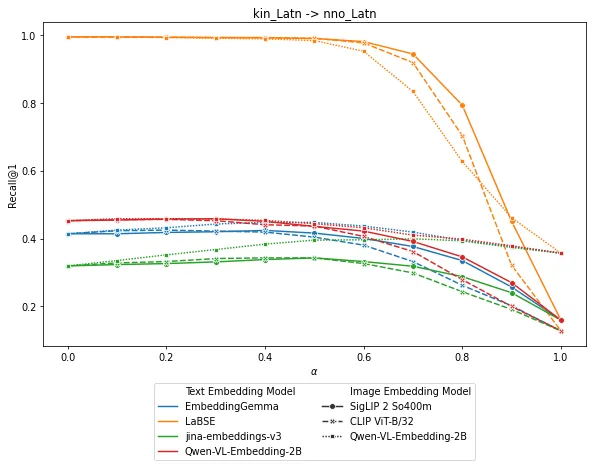 kin_Latn -> nno_Latn
Recall@1
1.0
0.8
0.6
0.4
0.2
0.0 0.2 0.4 0.6 0.8 1.0
α
Text Embedding Model Image Embedding Model
EmbeddingGemma SigLIP 2 So400m
LaBSE CLIP ViT-B/32
jina-embeddings-v3 Qwen-VL-Embedding-2B
Qwen-VL-Embedding-2B